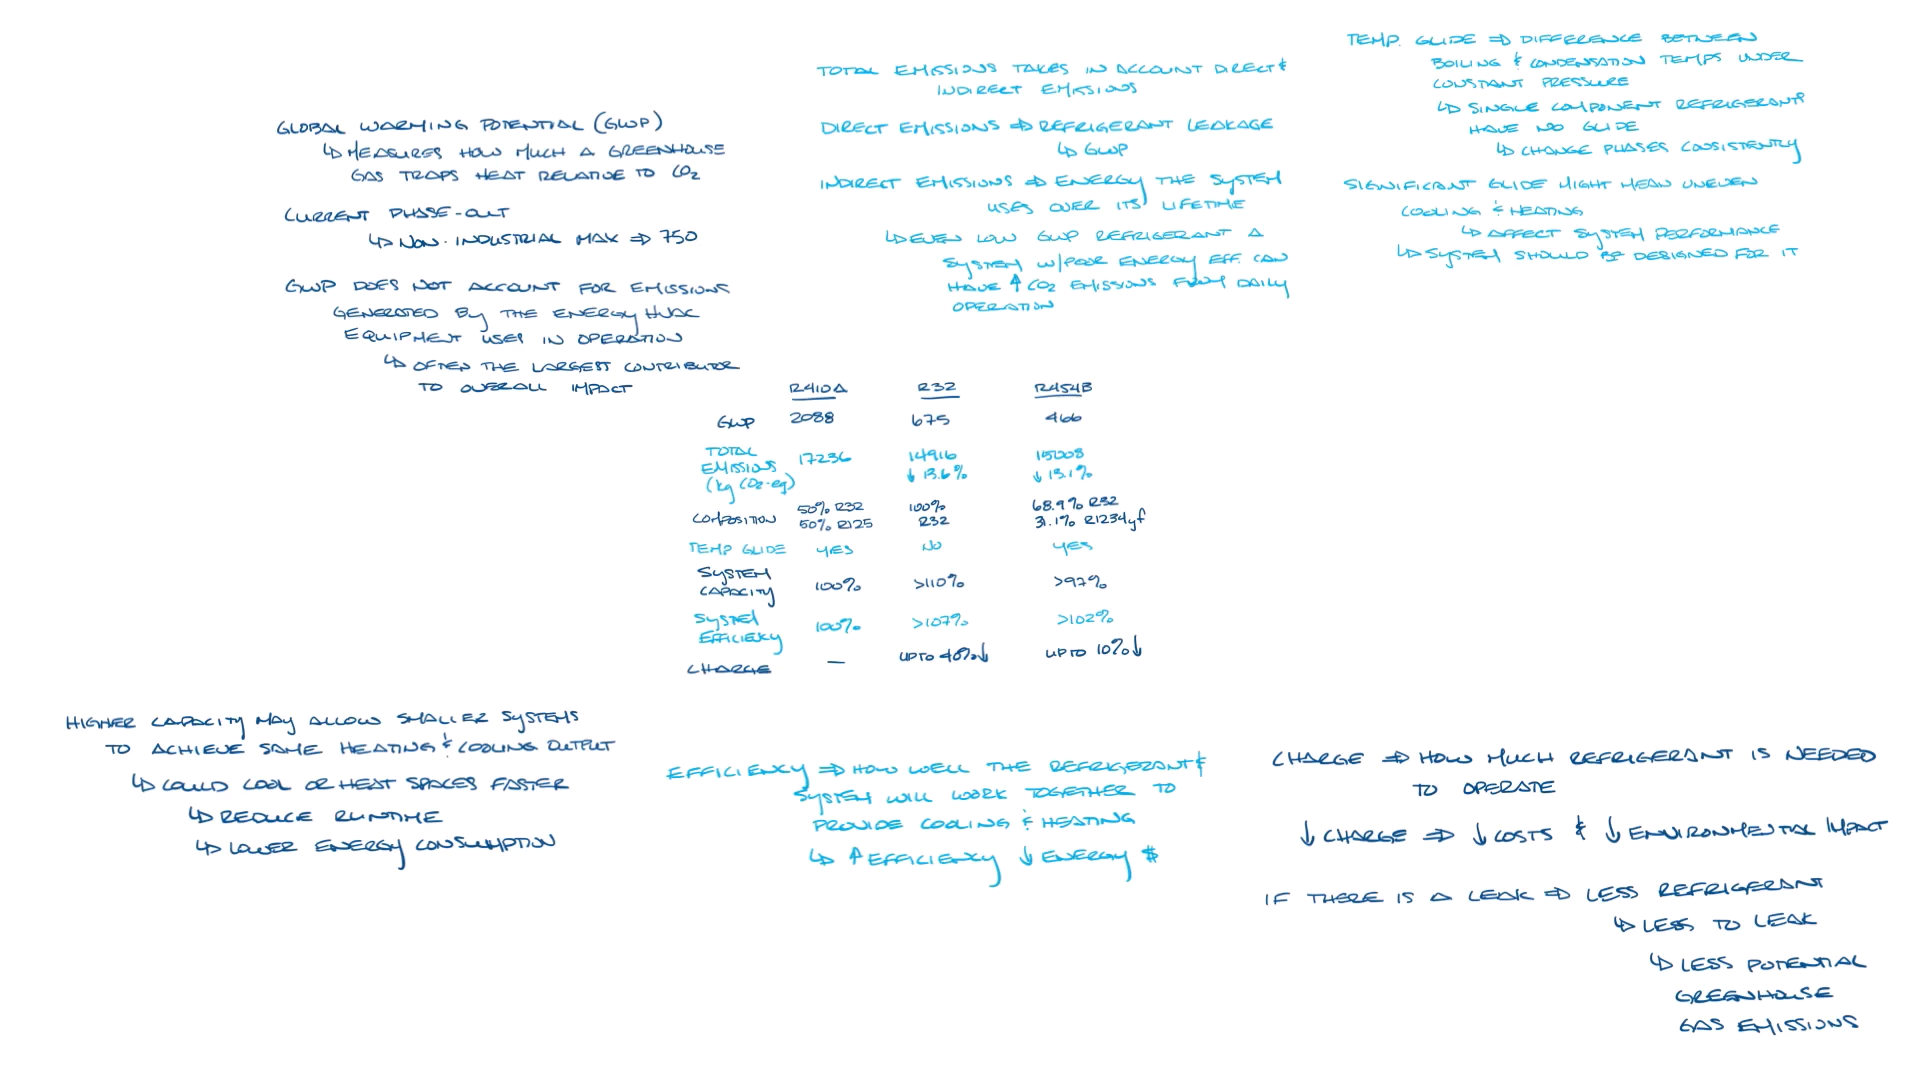 GLOBAL WARMING POTENTIAL (GWP)
↳ MEASURES HOW MUCH A GREENHOUSE
GAS TRAPS HEAT RELATIVE TO CO₂
CURRENT PHASE-OUT
↳ NON-INDUSTRIAL MAX ⇒ 750
GWP DOES NOT ACCOUNT FOR EMISSIONS
GENERATED BY THE ENERGY HVAC
EQUIPMENT USES IN OPERATION
↳ OFTEN THE LARGEST CONTRIBUTOR
TO OVERALL IMPACT
TOTAL EMISSIONS TAKES IN ACCOUNT DIRECT &
INDIRECT EMISSIONS
DIRECT EMISSIONS ⇒ REFRIGERANT LEAKAGE
↳ GWP
INDIRECT EMISSIONS ⇒ ENERGY THE SYSTEM
USES OVER ITS LIFETIME
↳ EVEN LOW GWP REFRIGERANT A
SYSTEM W/POOR ENERGY EFF. CAN
HAVE ↑ CO₂ EMISSIONS FROM DAILY
OPERATION
TEMP. GLIDE ⇒ DIFFERENCE BETWEEN
BOILING & CONDENSATION TEMPS UNDER
CONSTANT PRESSURE
↳ SINGLE COMPONENT REFRIGERANTS
HAVE NO GLIDE
↳ CHANGE PHASES CONSISTENTLY
SIGNIFICANT GLIDE MIGHT MEAN UNEVEN
COOLING & HEATING
↳ AFFECT SYSTEM PERFORMANCE
↳ SYSTEM SHOULD BE DESIGNED FOR IT
R410A R32 R454B
GWP 2088 675 466
TOTAL EMISSIONS (kg CO₂-eq) 17236 14916 15008
↓ 13.6% ↓ 13.1%
COMPOSITION 50% R32 100% 68.9% R32
50% R125 R32 31.1% R1234yf
TEMP GLIDE YES NO YES
SYSTEM CAPACITY 100% >110% >97%
SYSTEM EFFICIENCY 100% >107% >102%
CHARGE — UP TO 40% ↓ UP TO 10% ↓
HIGHER CAPACITY MAY ALLOW SMALLER SYSTEMS
TO ACHIEVE SAME HEATING & COOLING OUTPUT
↳ COULD COOL OR HEAT SPACES FASTER
↳ REDUCE RUNTIME
↳ LOWER ENERGY CONSUMPTION
EFFICIENCY ⇒ HOW WELL THE REFRIGERANT &
SYSTEM WILL WORK TOGETHER TO
PROVIDE COOLING & HEATING
↳ ↑ EFFICIENCY ↓ ENERGY $
CHARGE ⇒ HOW MUCH REFRIGERANT IS NEEDED
TO OPERATE
↓ CHARGE ⇒ ↓ COSTS & ↓ ENVIRONMENTAL IMPACT
IF THERE IS A LEAK ⇒ LESS REFRIGERANT
↳ LESS TO LEAK
↳ LESS POTENTIAL
GREENHOUSE
GAS EMISSIONS